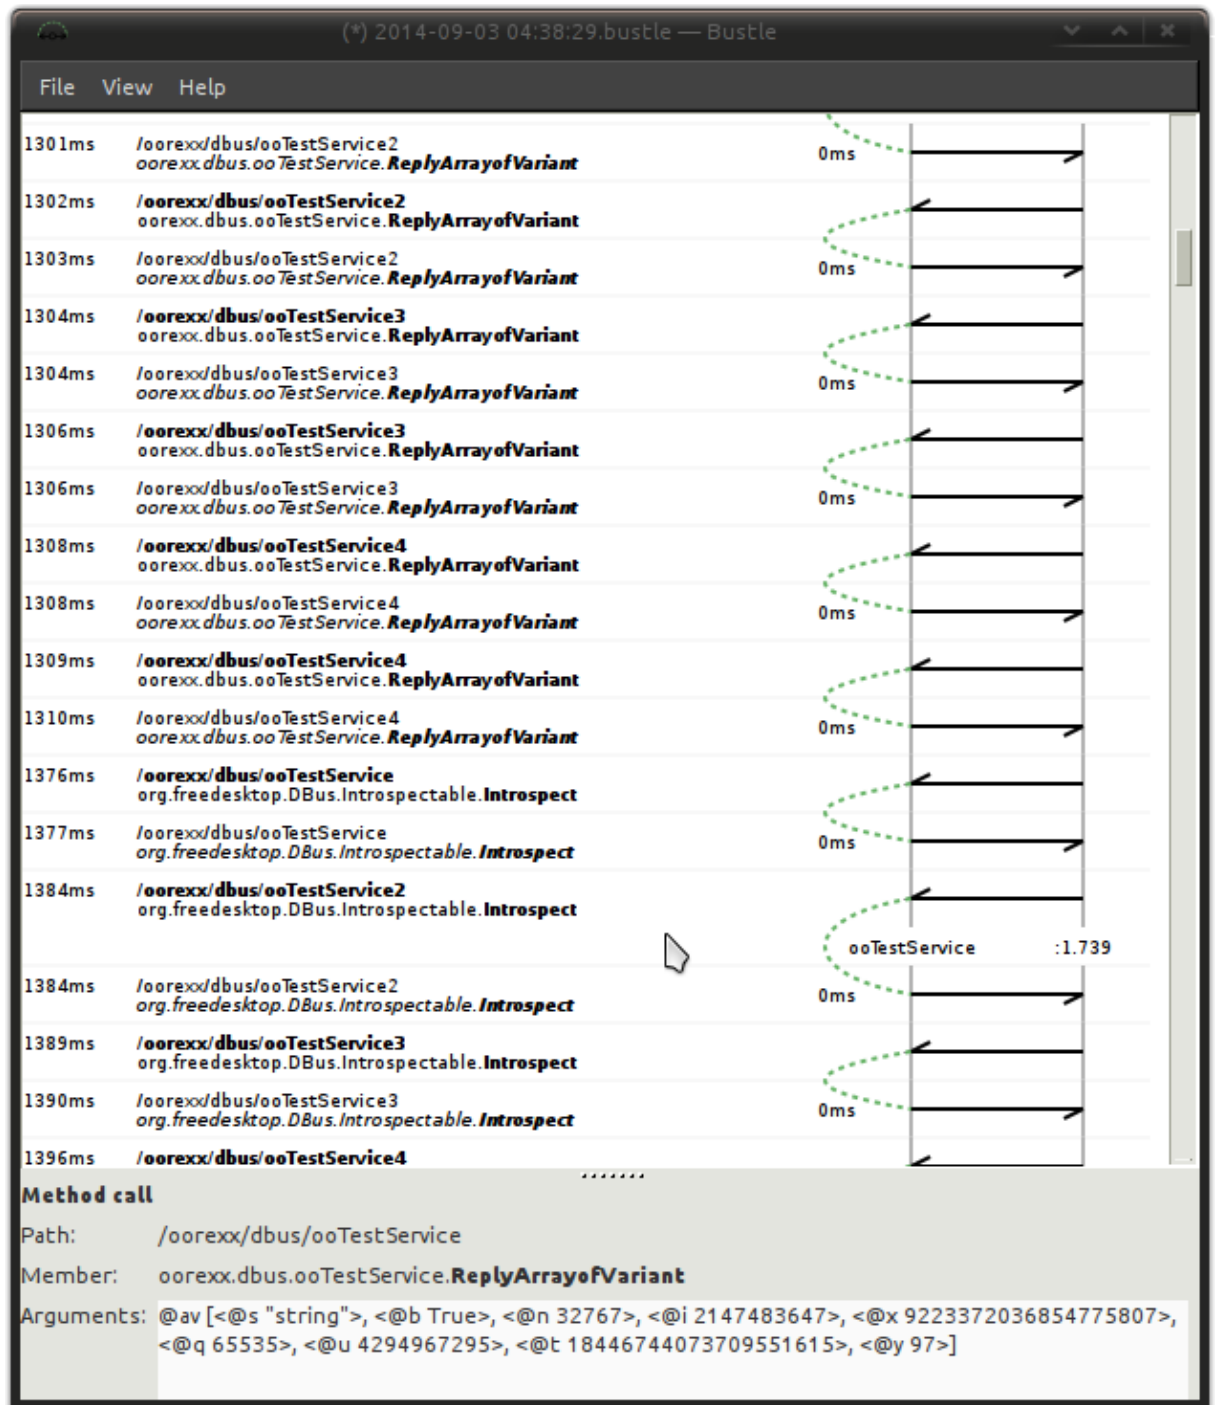 (*) 2014-09-03 04:38:29.bustle — Bustle
File View Help
1301ms /oorexx/dbus/ooTestService2
oorexx.dbus.ooTestService.ReplyArrayofVariant
0ms
1302ms /oorexx/dbus/ooTestService2
oorexx.dbus.ooTestService.ReplyArrayofVariant
1303ms /oorexx/dbus/ooTestService2
oorexx.dbus.ooTestService.ReplyArrayofVariant
0ms
1304ms /oorexx/dbus/ooTestService3
oorexx.dbus.ooTestService.ReplyArrayofVariant
1304ms /oorexx/dbus/ooTestService3
oorexx.dbus.ooTestService.ReplyArrayofVariant
0ms
1306ms /oorexx/dbus/ooTestService3
oorexx.dbus.ooTestService.ReplyArrayofVariant
1306ms /oorexx/dbus/ooTestService3
oorexx.dbus.ooTestService.ReplyArrayofVariant
0ms
1308ms /oorexx/dbus/ooTestService4
oorexx.dbus.ooTestService.ReplyArrayofVariant
1308ms /oorexx/dbus/ooTestService4
oorexx.dbus.ooTestService.ReplyArrayofVariant
0ms
1309ms /oorexx/dbus/ooTestService4
oorexx.dbus.ooTestService.ReplyArrayofVariant
1310ms /oorexx/dbus/ooTestService4
oorexx.dbus.ooTestService.ReplyArrayofVariant
0ms
1376ms /oorexx/dbus/ooTestService
org.freedesktop.DBus.Introspectable.Introspect
1377ms /oorexx/dbus/ooTestService
org.freedesktop.DBus.Introspectable.Introspect
0ms
1384ms /oorexx/dbus/ooTestService2
org.freedesktop.DBus.Introspectable.Introspect
ooTestService :1.739
1384ms /oorexx/dbus/ooTestService2
org.freedesktop.DBus.Introspectable.Introspect
0ms
1389ms /oorexx/dbus/ooTestService3
org.freedesktop.DBus.Introspectable.Introspect
1390ms /oorexx/dbus/ooTestService3
org.freedesktop.DBus.Introspectable.Introspect
0ms
1396ms /oorexx/dbus/ooTestService4
Method call
Path: /oorexx/dbus/ooTestService
Member: oorexx.dbus.ooTestService.ReplyArrayofVariant
Arguments: @av [<@s "string">, <@b True>, <@n 32767>, <@i 2147483647>, <@x 9223372036854775807>,
<@q 65535>, <@u 4294967295>, <@t 18446744073709551615>, <@y 97>]